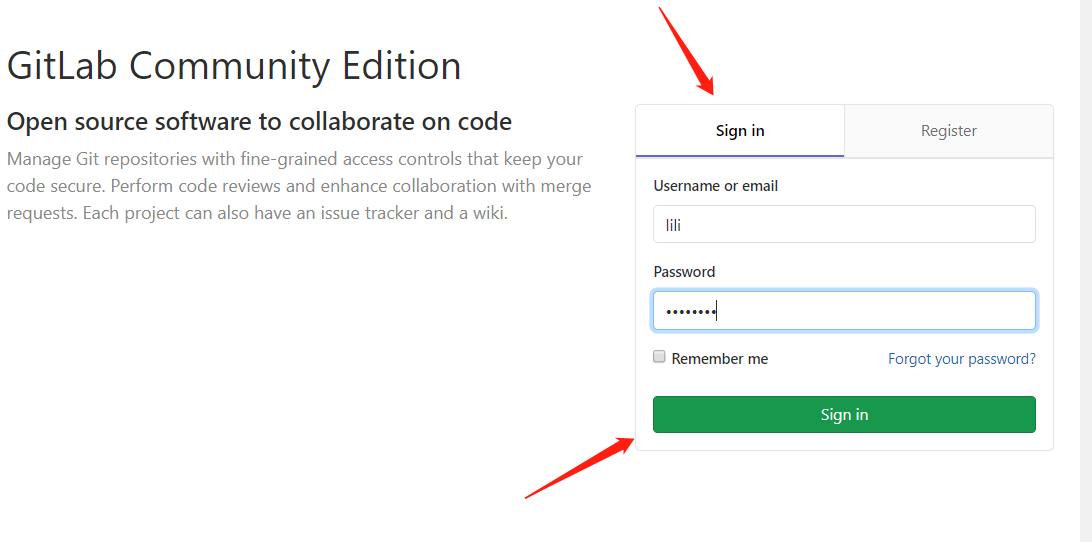 GitLab Community Edition
Open source software to collaborate on code
Manage Git repositories with fine-grained access controls that keep your
code secure. Perform code reviews and enhance collaboration with merge
requests. Each project can also have an issue tracker and a wiki.
Sign in
Register
Username or email
lili
Password
••••••••
Remember me
Forgot your password?
Sign in